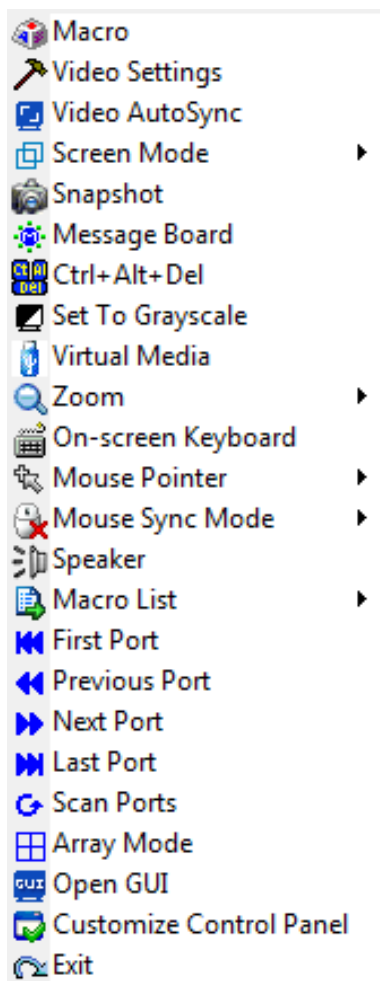 Macro
Video Settings
Video AutoSync
Screen Mode
Snapshot
Message Board
Ctrl+Alt+Del
Set To Grayscale
Virtual Media
Zoom
On-screen Keyboard
Mouse Pointer
Mouse Sync Mode
Speaker
Macro List
First Port
Previous Port
Next Port
Last Port
Scan Ports
Array Mode
GUI Open GUI
Customize Control Panel
Exit